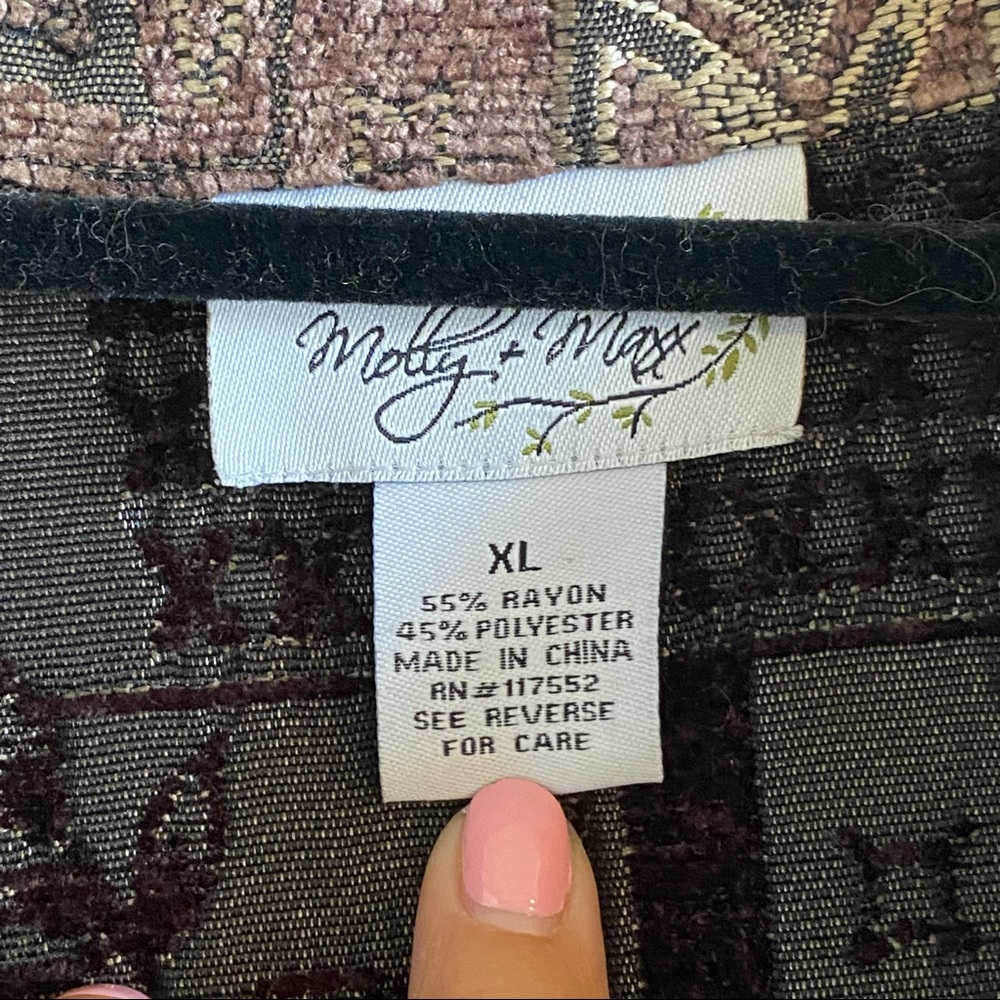 Molly + Maxx
XL
55% RAYON
45% POLYESTER
MADE IN CHINA
RN#117552
SEE REVERSE
FOR CARE